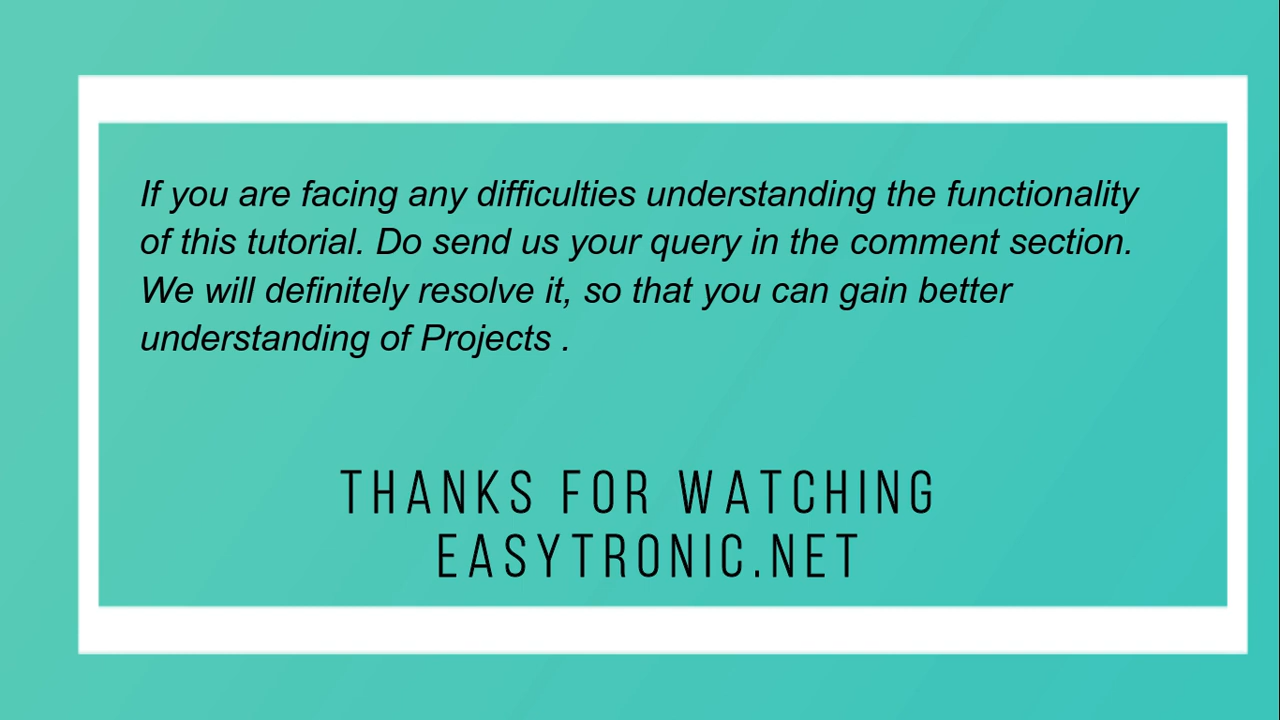 If you are facing any difficulties understanding the functionality
of this tutorial. Do send us your query in the comment section.
We will definitely resolve it, so that you can gain better
understanding of Projects .
THANKS FOR WATCHING
EASYTRONIC.NET